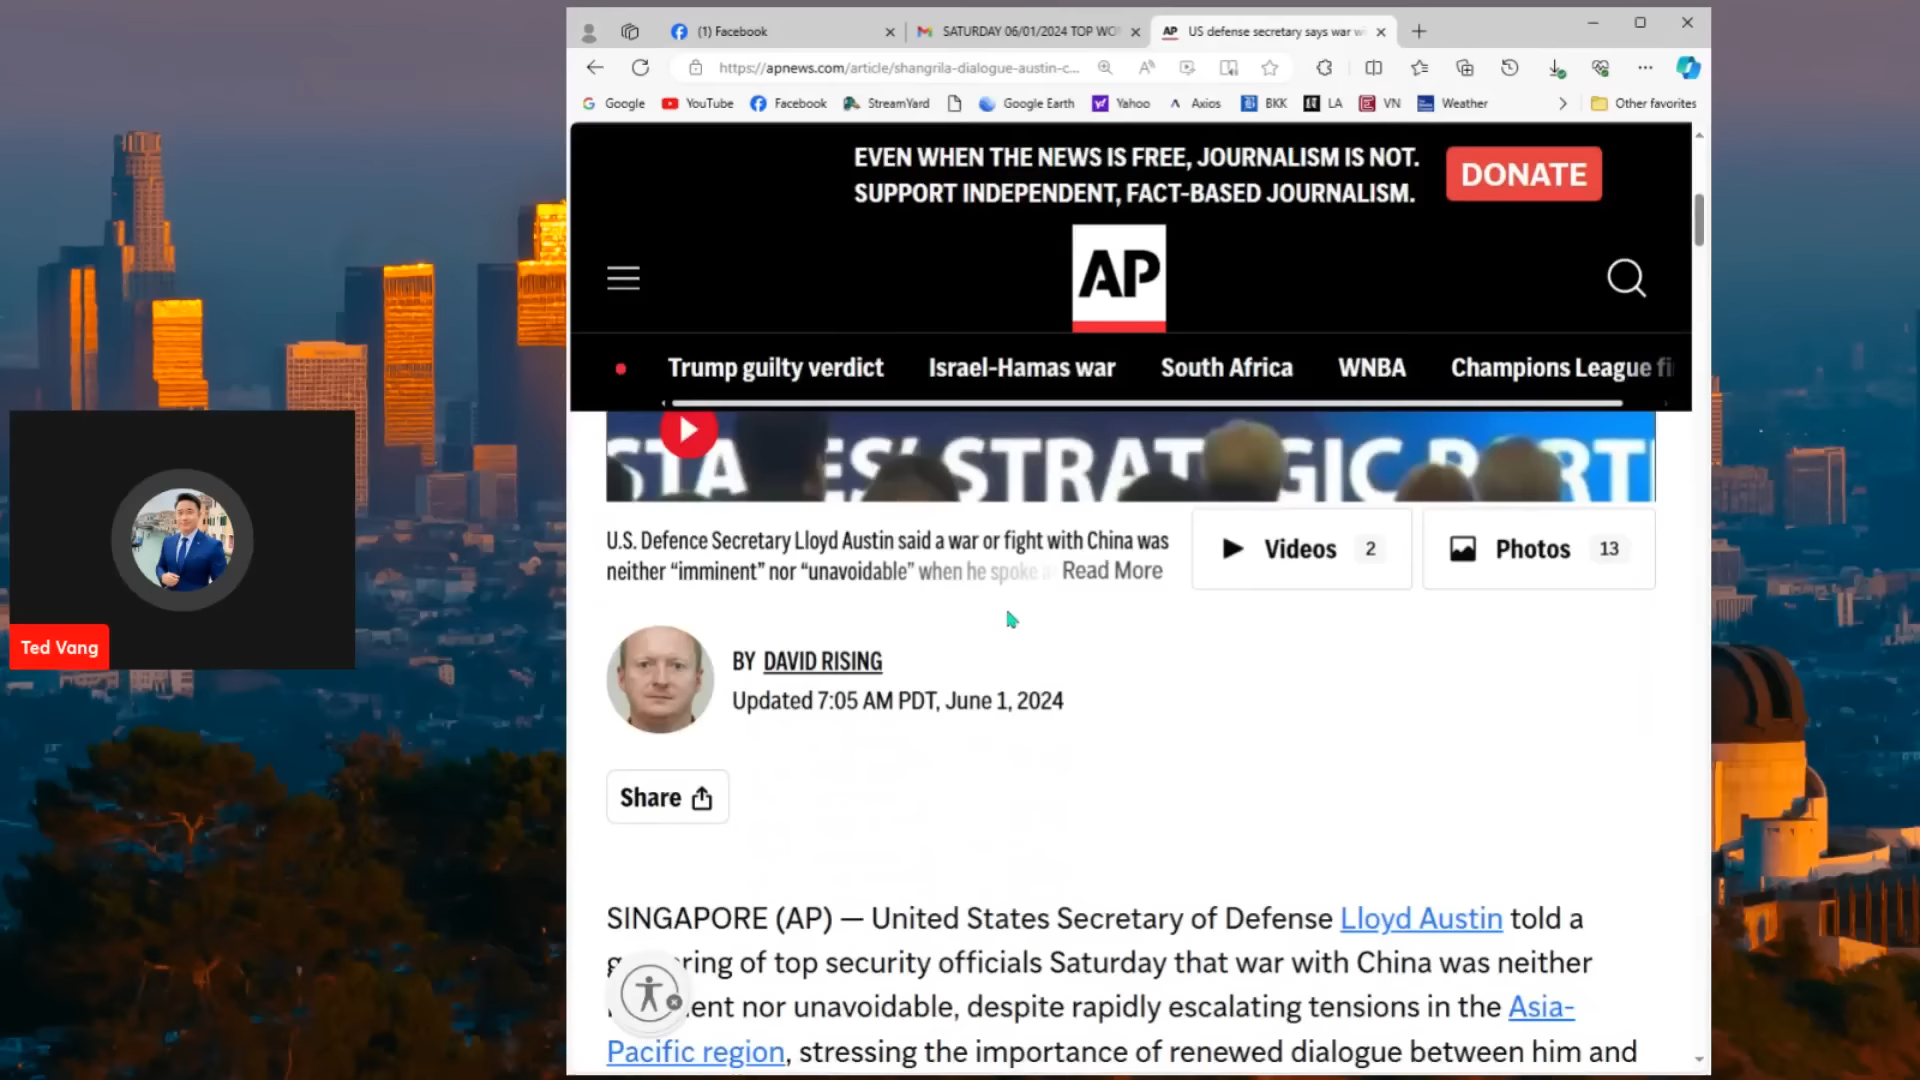 (1) Facebook
SATURDAY 06/01/2024 TOP WO
AP US defense secretary says war w
https://apnews.com/article/shangrila-dialogue-austin-c...
Google YouTube Facebook StreamYard Google Earth Yahoo Axios BKK LA VN Weather Other favorites
EVEN WHEN THE NEWS IS FREE, JOURNALISM IS NOT.
SUPPORT INDEPENDENT, FACT-BASED JOURNALISM.
DONATE
AP
Trump guilty verdict Israel-Hamas war South Africa WNBA Champions League fi
STRATEGIC
U.S. Defence Secretary Lloyd Austin said a war or fight with China was
neither “imminent” nor “unavoidable” when he spoke a Read More
Videos 2
Photos 13
BY DAVID RISING
Updated 7:05 AM PDT, June 1, 2024
Ted Vang
Share
SINGAPORE (AP) — United States Secretary of Defense Lloyd Austin told a
ring of top security officials Saturday that war with China was neither
ent nor unavoidable, despite rapidly escalating tensions in the Asia-
Pacific region, stressing the importance of renewed dialogue between him and